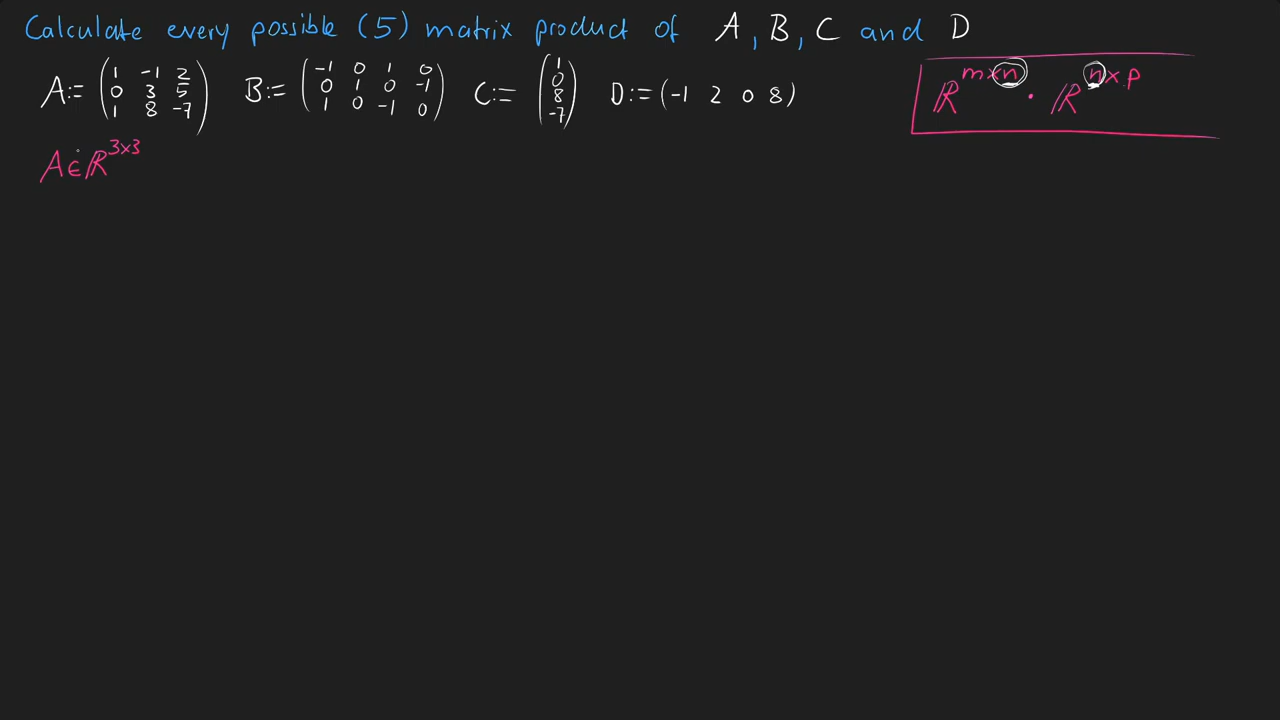 Calculate every possible (5) matrix product of A, B, C and D
A:= (1 -1 2 B:= (-1 0 1 0 C:= (1 D:= (-1 2 0 8) ℝ^{m×n} · ℝ^{n×p}
0 3 5 0 1 0 -1 0
1 8 -7) 1 0 -1 0) 8
-7)
A∈ℝ^{3×3}